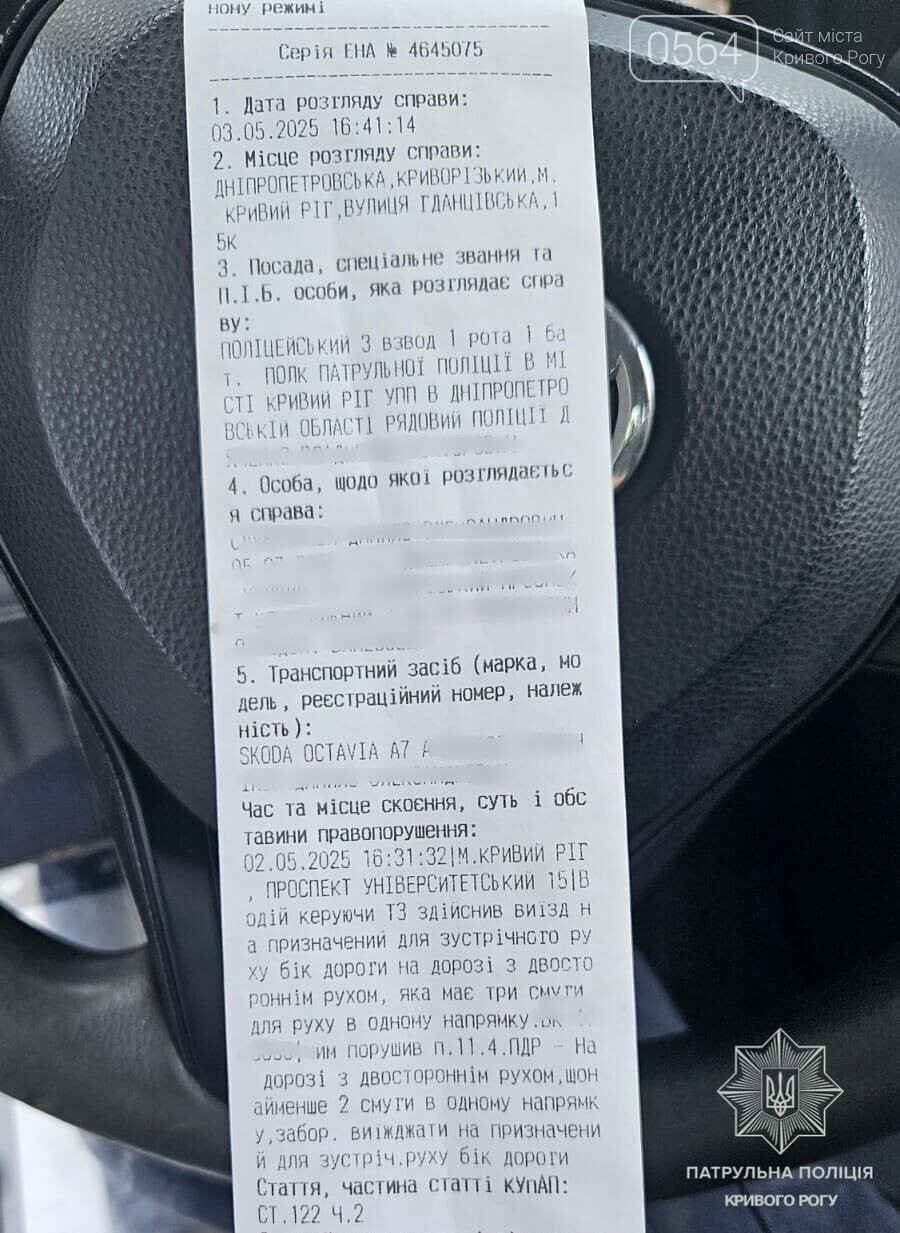 ному режимі
Серія ЕНА № 4645075
1. Дата розгляду справи:
03.05.2025 16:41:14
2. Місце розгляду справи:
ДНІПРОПЕТРОВСЬКА,КРИВОРІЗЬКИЙ,М.
КРИВИЙ РІГ,ВУЛИЦЯ ГДАНЦІВСЬКА,1
5к
3. Посада, спеціальне звання та
П.І.Б. особи, яка розглядає спра
ву:
ПОЛІЦЕЙСЬКИЙ 3 взвод 1 рота 1 ба
т. ПОЛК ПАТРУЛЬНОЇ ПОЛІЦІЇ В МІ
СТІ КРИВИЙ РІГ УПП В ДНІПРОПЕТРО
ВСЬКІЙ ОБЛАСТІ РЯДОВИЙ ПОЛІЦІЇ Д
4. Особа, щодо якої розглядаєтьс
я справа:
5. Транспортний засіб (марка, мо
дель, реєстраційний номер, належ
ність):
SKODA OCTAVIA A7 A
Час та місце скоєння, суть і обс
тавини правопорушення:
02.05.2025 16:31:32|М.КРИВИЙ РІГ
, ПРОСПЕКТ УНІВЕРСИТЕТСЬКИЙ 15|В
одій керуючи ТЗ здійснив виїзд н
а призначений для зустрічного ру
ху бік дороги на дорозі з двосто
роннім рухом, яка має три смуги
для руху в одному напрямку.
им порушив п.11.4.ПДР - На
дорозі з двостороннім рухом,щон
айменше 2 смуги в одному напрямк
у,забор. виїжджати на призначени
й для зустріч.руху бік дороги
Стаття, частина статті КУпАП:
СТ.122 Ч.2
0564
Сайт міста
Кривого Рогу
ПАТРУЛЬНА ПОЛІЦІЯ
КРИВОГО РОГУ